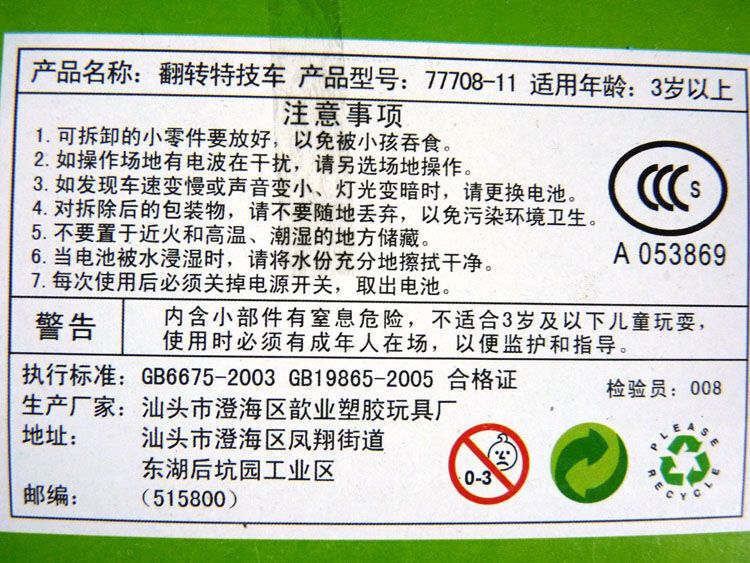 产品名称：翻转特技车 产品型号：77708-11 适用年龄：3岁以上
注意事项
1.可拆卸的小零件要放好，以免被小孩吞食。
2.如操作场地有电波在干扰，请另选场地操作。
3.如发现车速变慢或声音变小、灯光变暗时，请更换电池。
4.对拆除后的包装物，请不要随地丢弃，以免污染环境卫生。
5.不要置于近火和高温、潮湿的地方储藏。
6.当电池被水浸湿时，请将水份充分地擦拭干净。
7.每次使用后必须关掉电源开关，取出电池。
CCC S
A 053869
警告
内含小部件有窒息危险，不适合3岁及以下儿童玩耍，
使用时必须有成年人在场，以便监护和指导。
执行标准：GB6675-2003 GB19865-2005 合格证
检验员：008
生产厂家：汕头市澄海区歆业塑胶玩具厂
地址：汕头市澄海区凤翔街道
东湖后坑园工业区
邮编：（515800）
0-3
PLEASE
RECYCLE